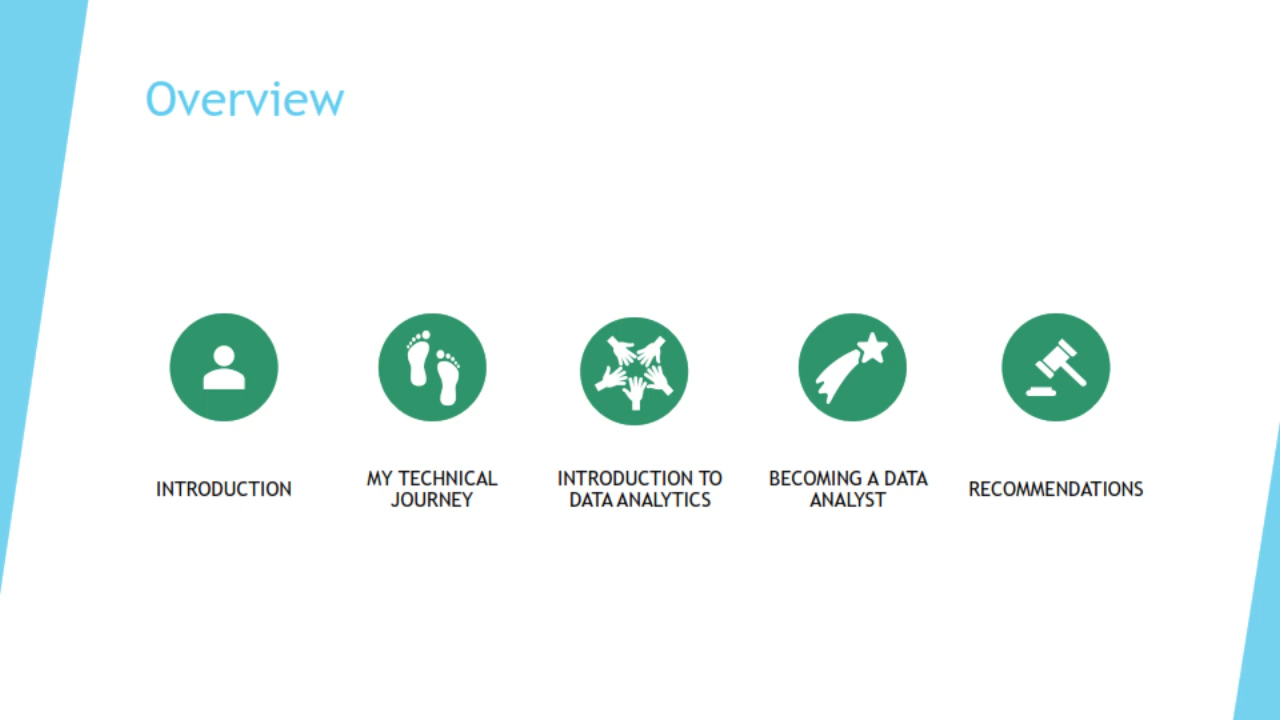 Overview
INTRODUCTION
MY TECHNICAL
JOURNEY
INTRODUCTION TO
DATA ANALYTICS
BECOMING A DATA
ANALYST
RECOMMENDATIONS